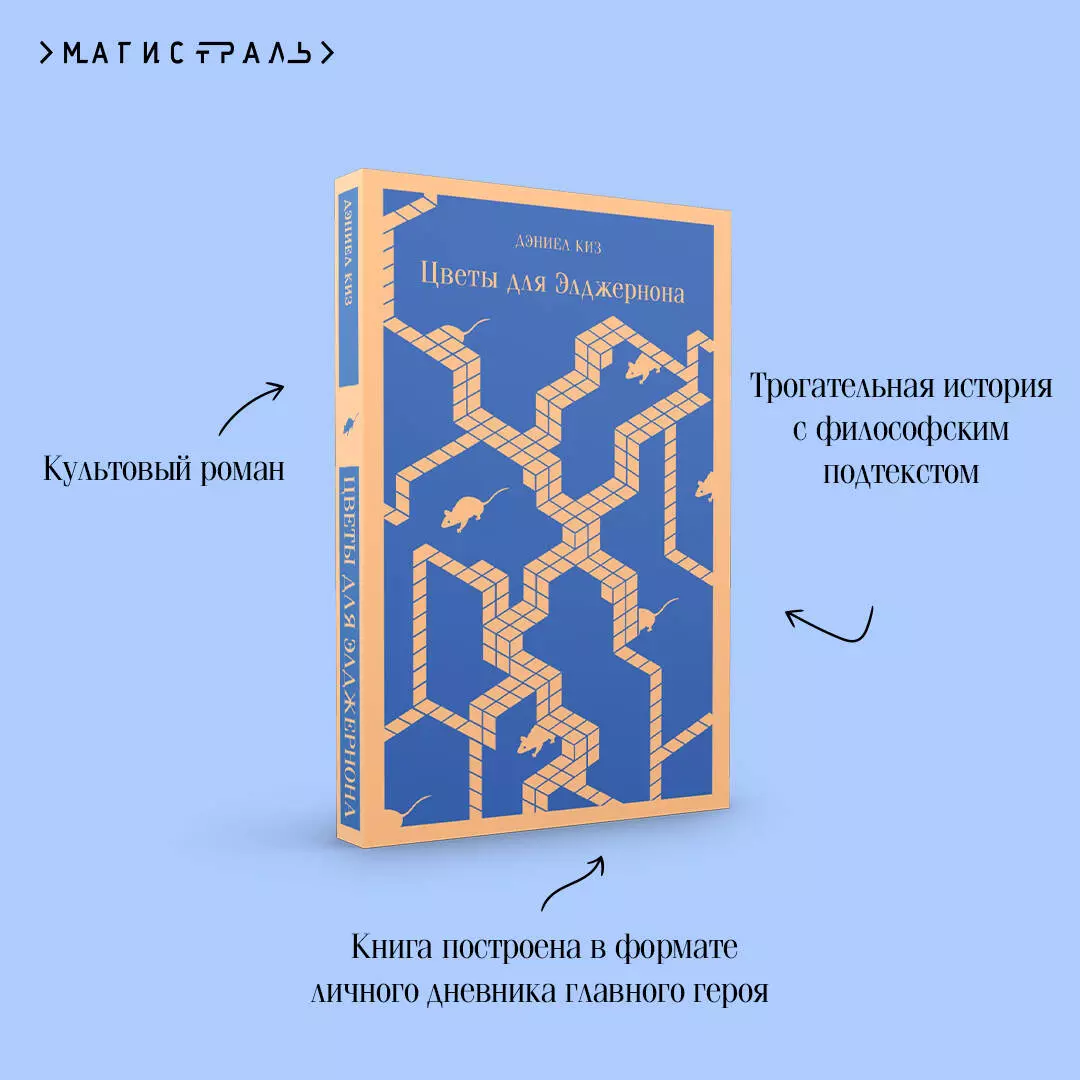 >МАГИСТРАЛЬ>
ДЭНИЕЛ КИЗ
Цветы для Элджернона
ДЭНИЕЛ КИЗ
ЦВЕТЫ ДЛЯ ЭЛДЖЕРНОНА
Культовый роман
Трогательная история
с философским
подтекстом
Книга построена в формате
личного дневника главного героя